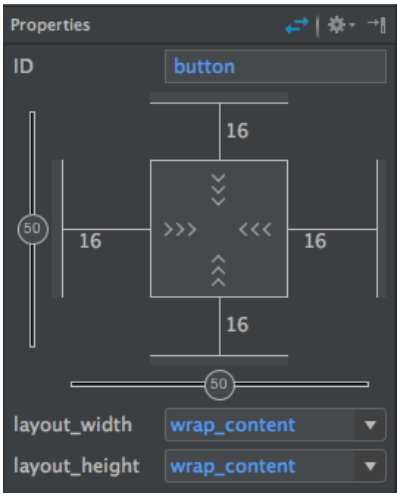 Properties
ID button
16
50
16 >>> <<< 16
16
50
layout_width wrap_content
layout_height wrap_content